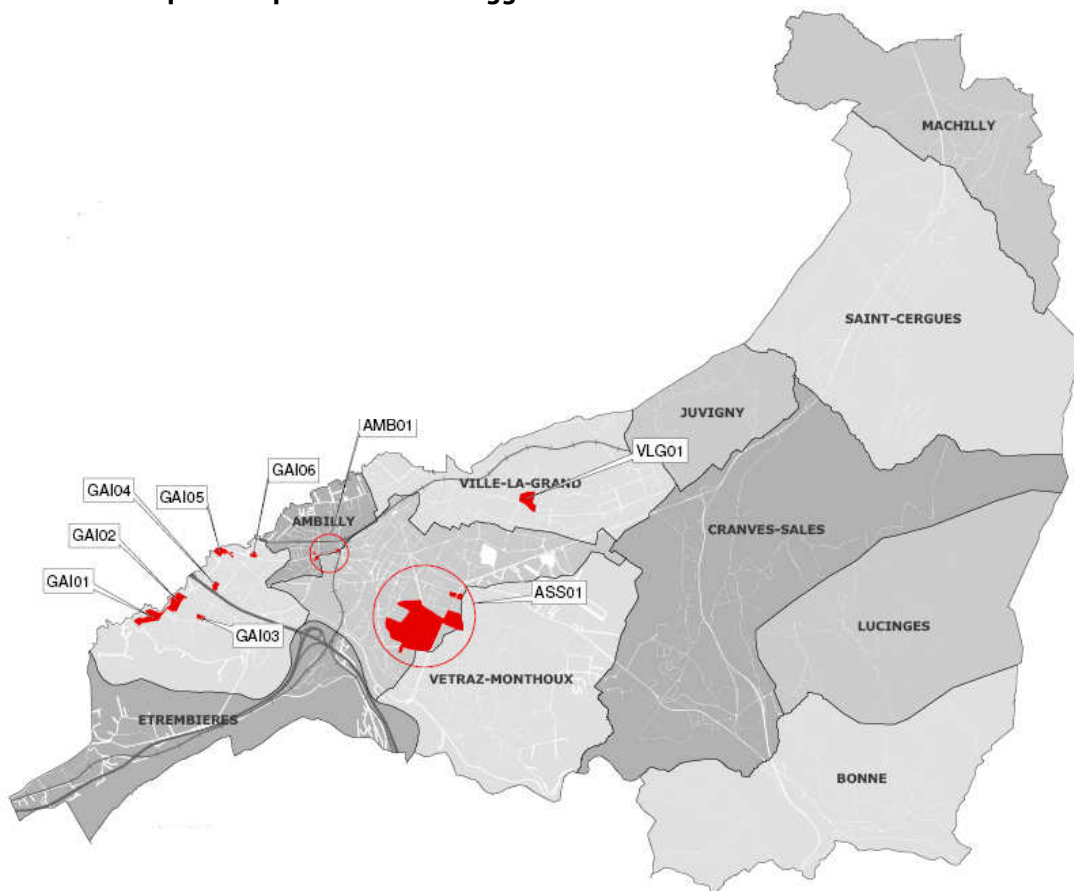 MACHILLY
SAINT-CERGUES
JUVIGNY
AMB01
VLG01
GAI06
VILLE-LA-GRAND
GAI04
GAI05
AMBILLY
CRANVES-SALES
GAI02
GAI01
ASS01
GAI03
LUCINGES
VETRAZ-MONTHOUX
ETREMBIERES
BONNE